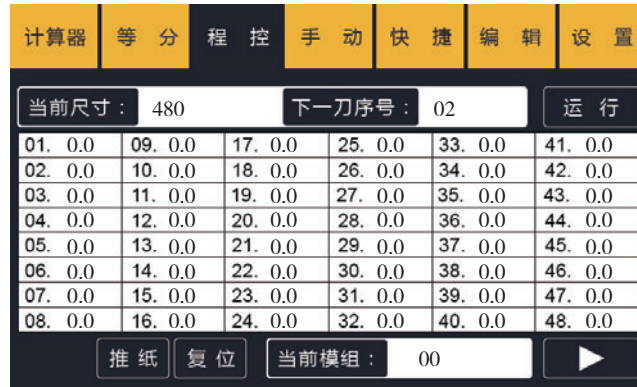 计算器 等分 程控 手动 快捷 编辑 设置
当前尺寸： 480 下一刀序号： 02 运行
01. 0.0 09. 0.0 17. 0.0 25. 0.0 33. 0.0 41. 0.0
02. 0.0 10. 0.0 18. 0.0 26. 0.0 34. 0.0 42. 0.0
03. 0.0 11. 0.0 19. 0.0 27. 0.0 35. 0.0 43. 0.0
04. 0.0 12. 0.0 20. 0.0 28. 0.0 36. 0.0 44. 0.0
05. 0.0 13. 0.0 21. 0.0 29. 0.0 37. 0.0 45. 0.0
06. 0.0 14. 0.0 22. 0.0 30. 0.0 38. 0.0 46. 0.0
07. 0.0 15. 0.0 23. 0.0 31. 0.0 39. 0.0 47. 0.0
08. 0.0 16. 0.0 24. 0.0 32. 0.0 40. 0.0 48. 0.0
推纸 复位 当前模组： 00